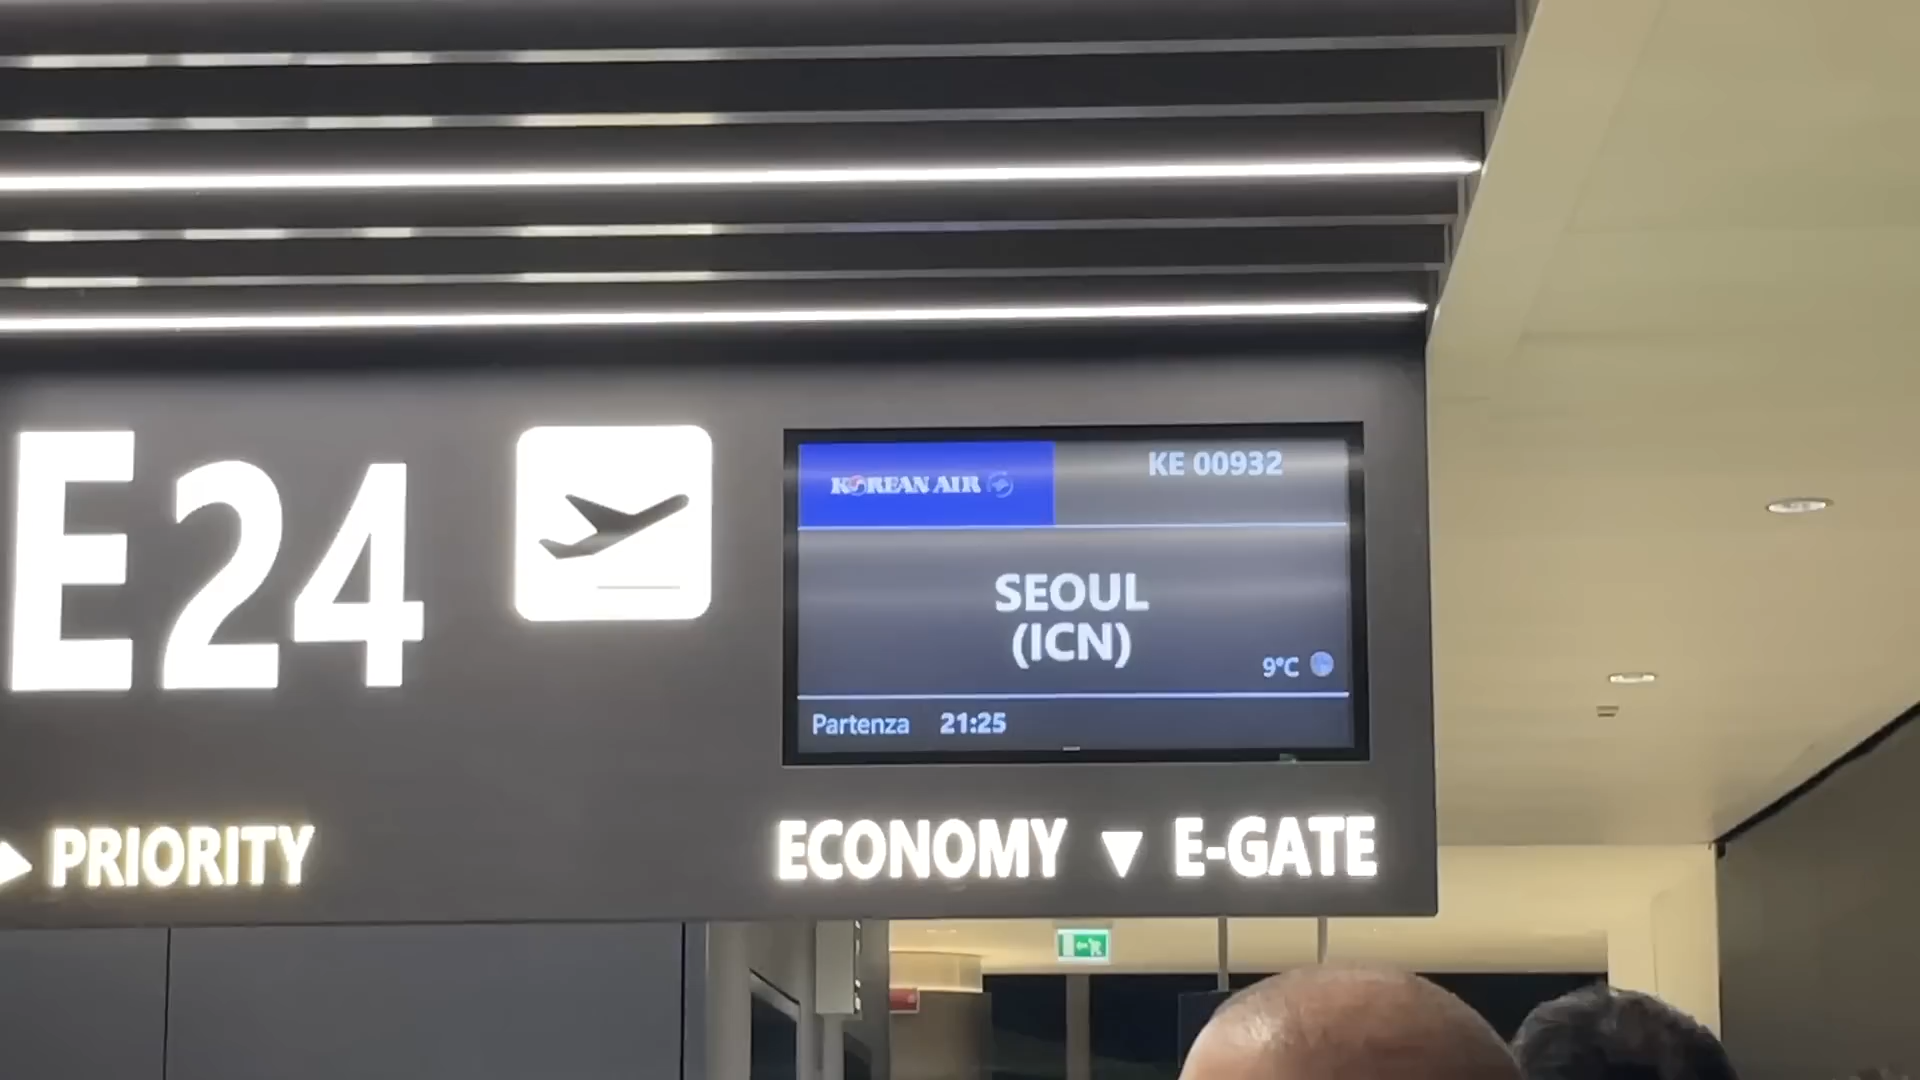 E24
KOREAN AIR
KE 00932
SEOUL
(ICN)
9°C
Partenza 21:25
PRIORITY
ECONOMY ▼ E-GATE